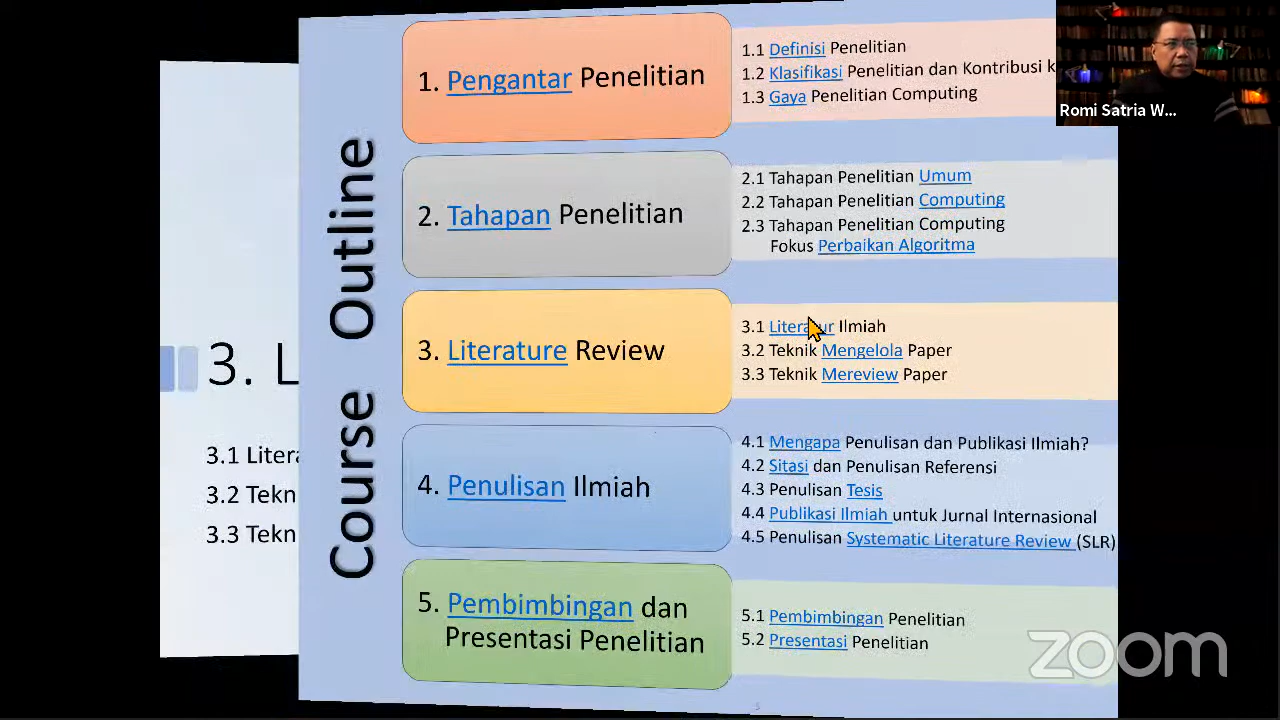 Course Outline
1. Pengantar Penelitian
1.1 Definisi Penelitian
1.2 Klasifikasi Penelitian dan Kontribusi k
1.3 Gaya Penelitian Computing
2. Tahapan Penelitian
2.1 Tahapan Penelitian Umum
2.2 Tahapan Penelitian Computing
2.3 Tahapan Penelitian Computing
Fokus Perbaikan Algoritma
3. Literature Review
3.1 Literatur Ilmiah
3.2 Teknik Mengelola Paper
3.3 Teknik Mereview Paper
4. Penulisan Ilmiah
4.1 Mengapa Penulisan dan Publikasi Ilmiah?
4.2 Sitasi dan Penulisan Referensi
4.3 Penulisan Tesis
4.4 Publikasi Ilmiah untuk Jurnal Internasional
4.5 Penulisan Systematic Literature Review (SLR)
5. Pembimbingan dan
Presentasi Penelitian
5.1 Pembimbingan Penelitian
5.2 Presentasi Penelitian
5
3. L
3.1 Litera
3.2 Tekn
3.3 Tekn
Romi Satria W...
zoom